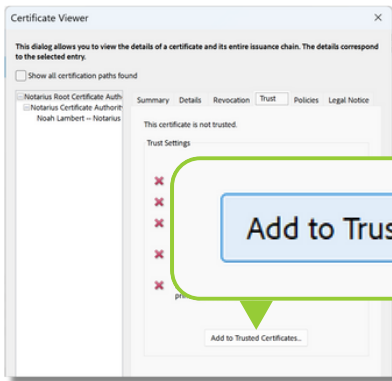 Certificate Viewer
This dialog allows you to view the details of a certificate and its entire issuance chain. The details correspond
to the selected entry.
Show all certification paths found
Notarius Root Certificate Auth
Notarius Certificate Authorit
Noah Lambert -- Notarius
Summary Details Revocation Trust Policies Legal Notice
This certificate is not trusted.
Trust Settings
Add to Trus
Add to Trusted Certificates...